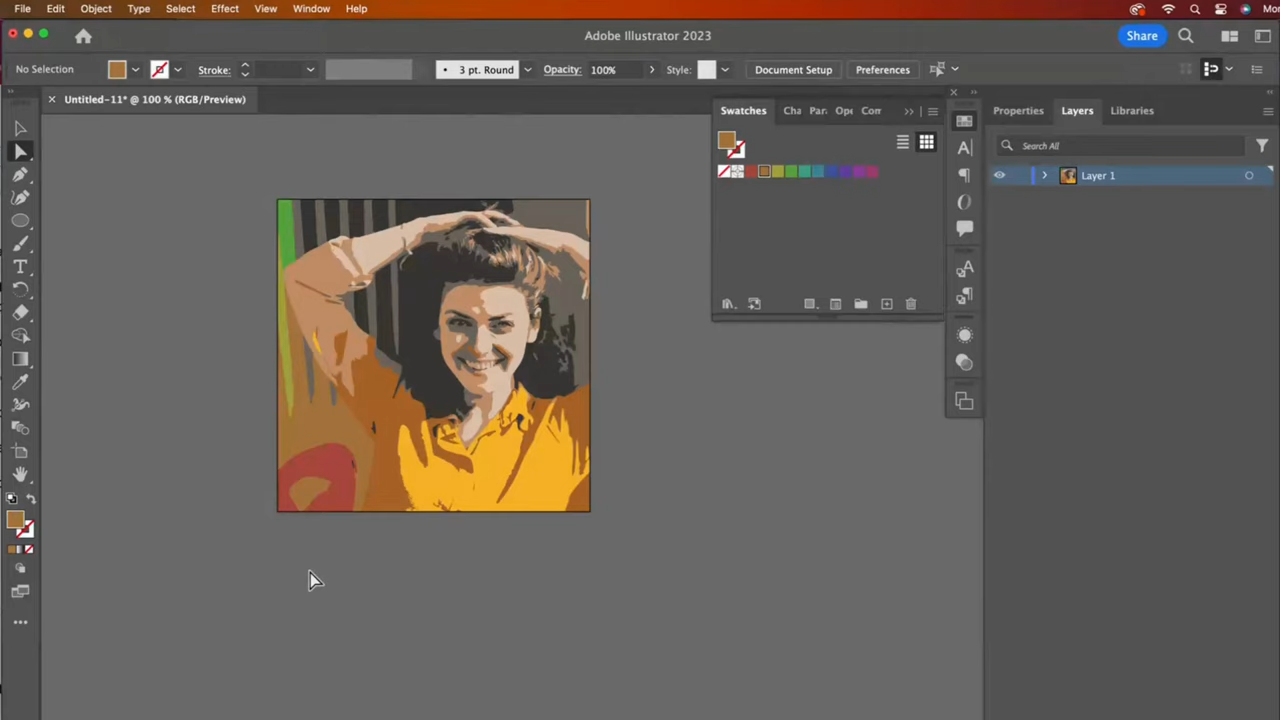 File Edit Object Type Select Effect View Window Help
Adobe Illustrator 2023
Share
No Selection
Stroke:
3 pt. Round
Opacity: 100%
Style:
Document Setup
Preferences
× Untitled-11* @ 100 % (RGB/Preview)
Swatches
Properties Layers Libraries
Search All
Layer 1